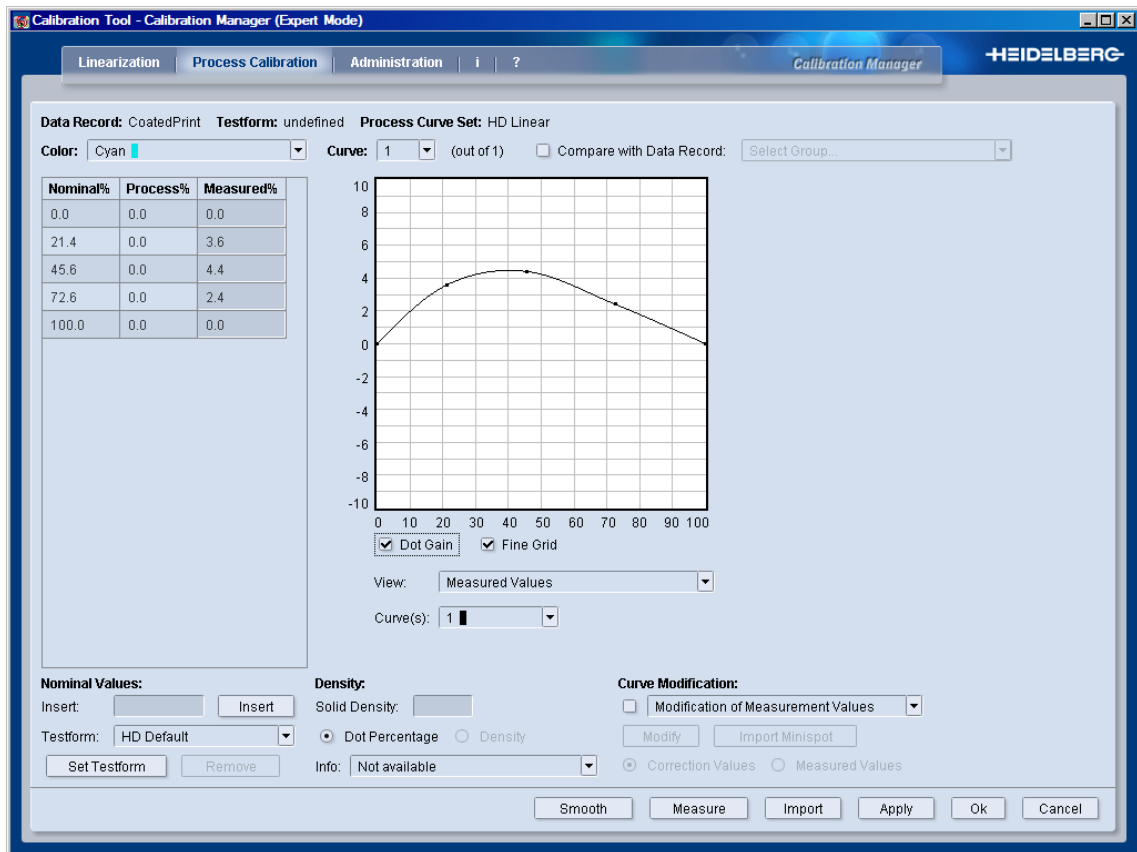 Calibration Tool - Calibration Manager (Expert Mode)
Linearization Process Calibration Administration i ?
Calibration Manager
HEIDELBERG
Data Record: CoatedPrint Testform: undefined Process Curve Set: HD Linear
Color: Cyan Curve: 1 (out of 1) Compare with Data Record: Select Group...
Nominal% Process% Measured%
0.0 0.0 0.0
21.4 0.0 3.6
45.6 0.0 4.4
72.6 0.0 2.4
100.0 0.0 0.0
10
8
6
4
2
0
-2
-4
-6
-8
-10
0 10 20 30 40 50 60 70 80 90 100
Dot Gain Fine Grid
View: Measured Values
Curve(s): 1
Nominal Values: Density: Curve Modification:
Insert: Insert Solid Density: Modification of Measurement Values
Testform: HD Default Dot Percentage Density Modify Import Minispot
Set Testform Remove Info: Not available Correction Values Measured Values
Smooth Measure Import Apply Ok Cancel